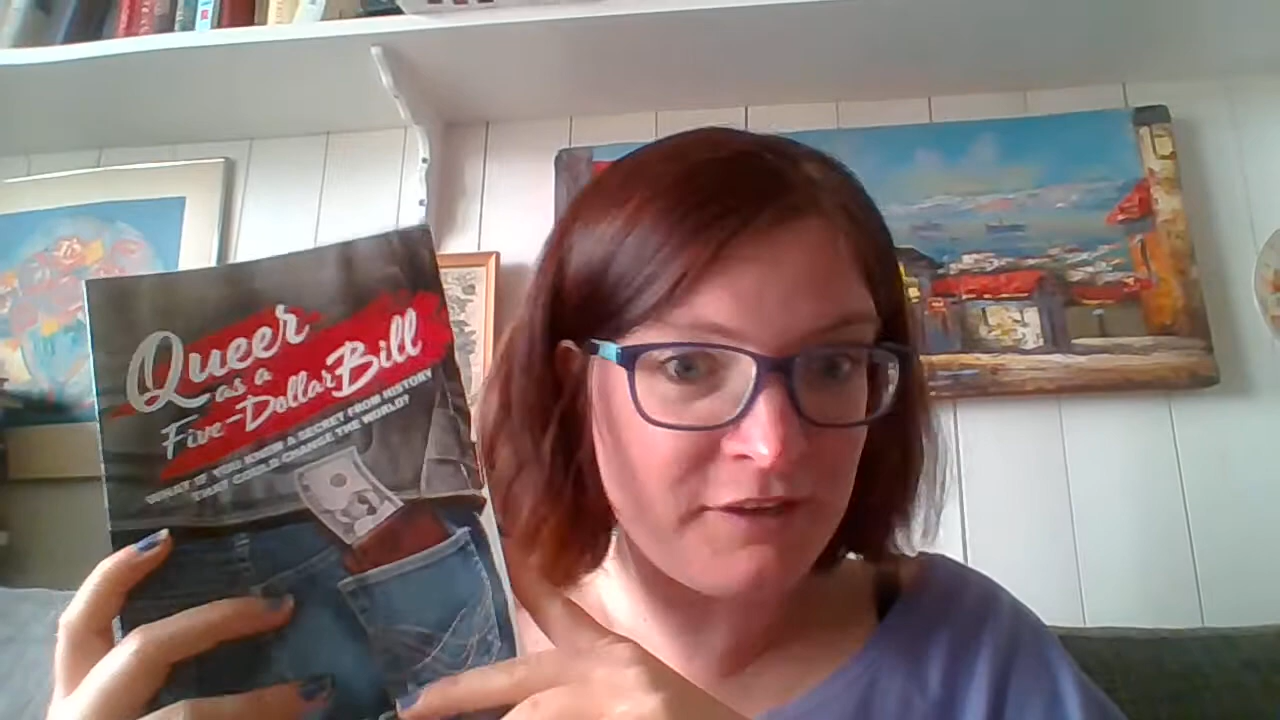 Queer
as a
Five-Dollar Bill
WHAT IF YOU KNEW A SECRET FROM HISTORY
THAT COULD CHANGE THE WORLD?